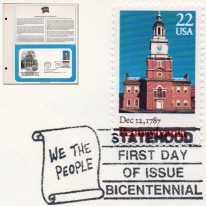 22
USA
Dec 12, 1787
STATEHOOD
FIRST DAY
OF ISSUE
BICENTENNIAL
WE THE
PEOPLE